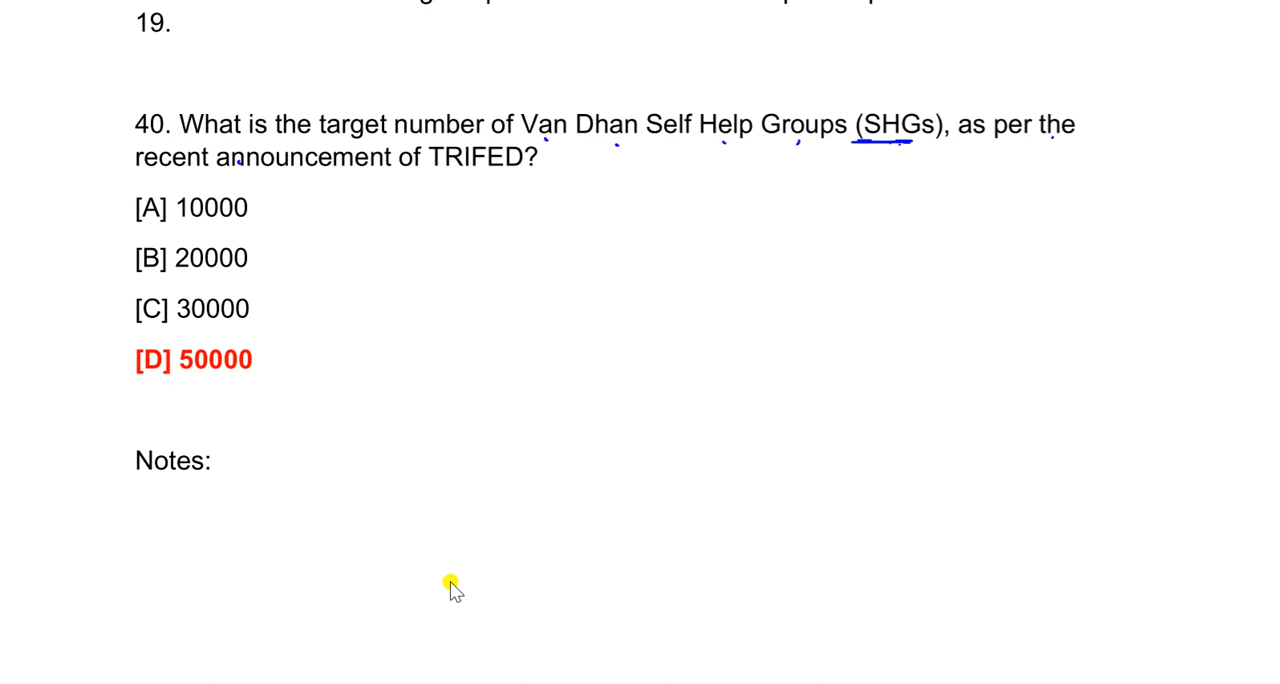 19.
40. What is the target number of Van Dhan Self Help Groups (SHGs), as per the
recent announcement of TRIFED?
[A] 10000
[B] 20000
[C] 30000
[D] 50000
Notes: